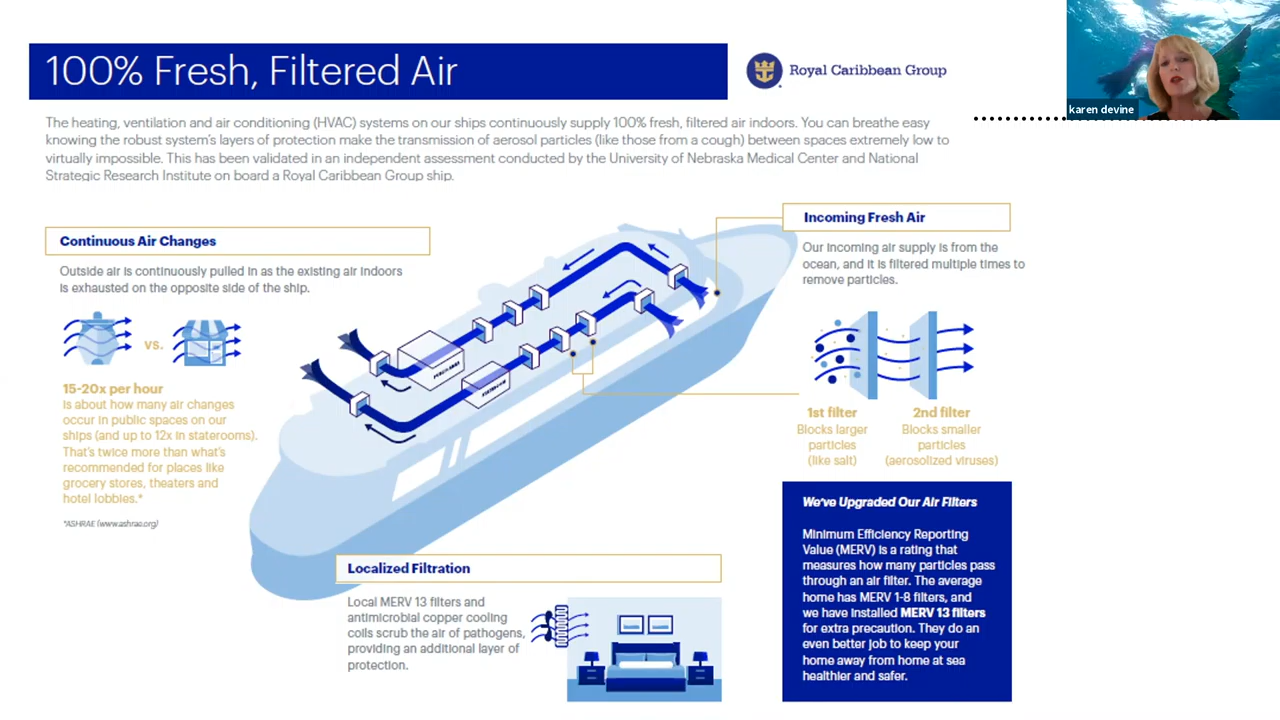 100% Fresh, Filtered Air
Royal Caribbean Group
karen devine
The heating, ventilation and air conditioning (HVAC) systems on our ships continuously supply 100% fresh, filtered air indoors. You can breathe easy
knowing the robust system's layers of protection make the transmission of aerosol particles (like those from a cough) between spaces extremely low to
virtually impossible. This has been validated in an independent assessment conducted by the University of Nebraska Medical Center and National
Strategic Research Institute on board a Royal Caribbean Group ship.
Continuous Air Changes
Outside air is continuously pulled in as the existing air indoors
is exhausted on the opposite side of the ship.
vs.
15-20x per hour
is about how many air changes
occur in public spaces on our
ships (and up to 12x in staterooms).
That's twice more than what's
recommended for places like
grocery stores, theaters and
hotel lobbies.*
*ASHRAE (www.ashrae.org)
Incoming Fresh Air
Our incoming air supply is from the
ocean, and it is filtered multiple times to
remove particles.
1st filter
Blocks larger
particles
(like salt)
2nd filter
Blocks smaller
particles
(aerosolized viruses)
Localized Filtration
Local MERV 13 filters and
antimicrobial copper cooling
coils scrub the air of pathogens,
providing an additional layer of
protection.
We've Upgraded Our Air Filters
Minimum Efficiency Reporting
Value (MERV) is a rating that
measures how many particles pass
through an air filter. The average
home has MERV 1-8 filters, and
we have installed MERV 13 filters
for extra precaution. They do an
even better job to keep your
home away from home at sea
healthier and safer.